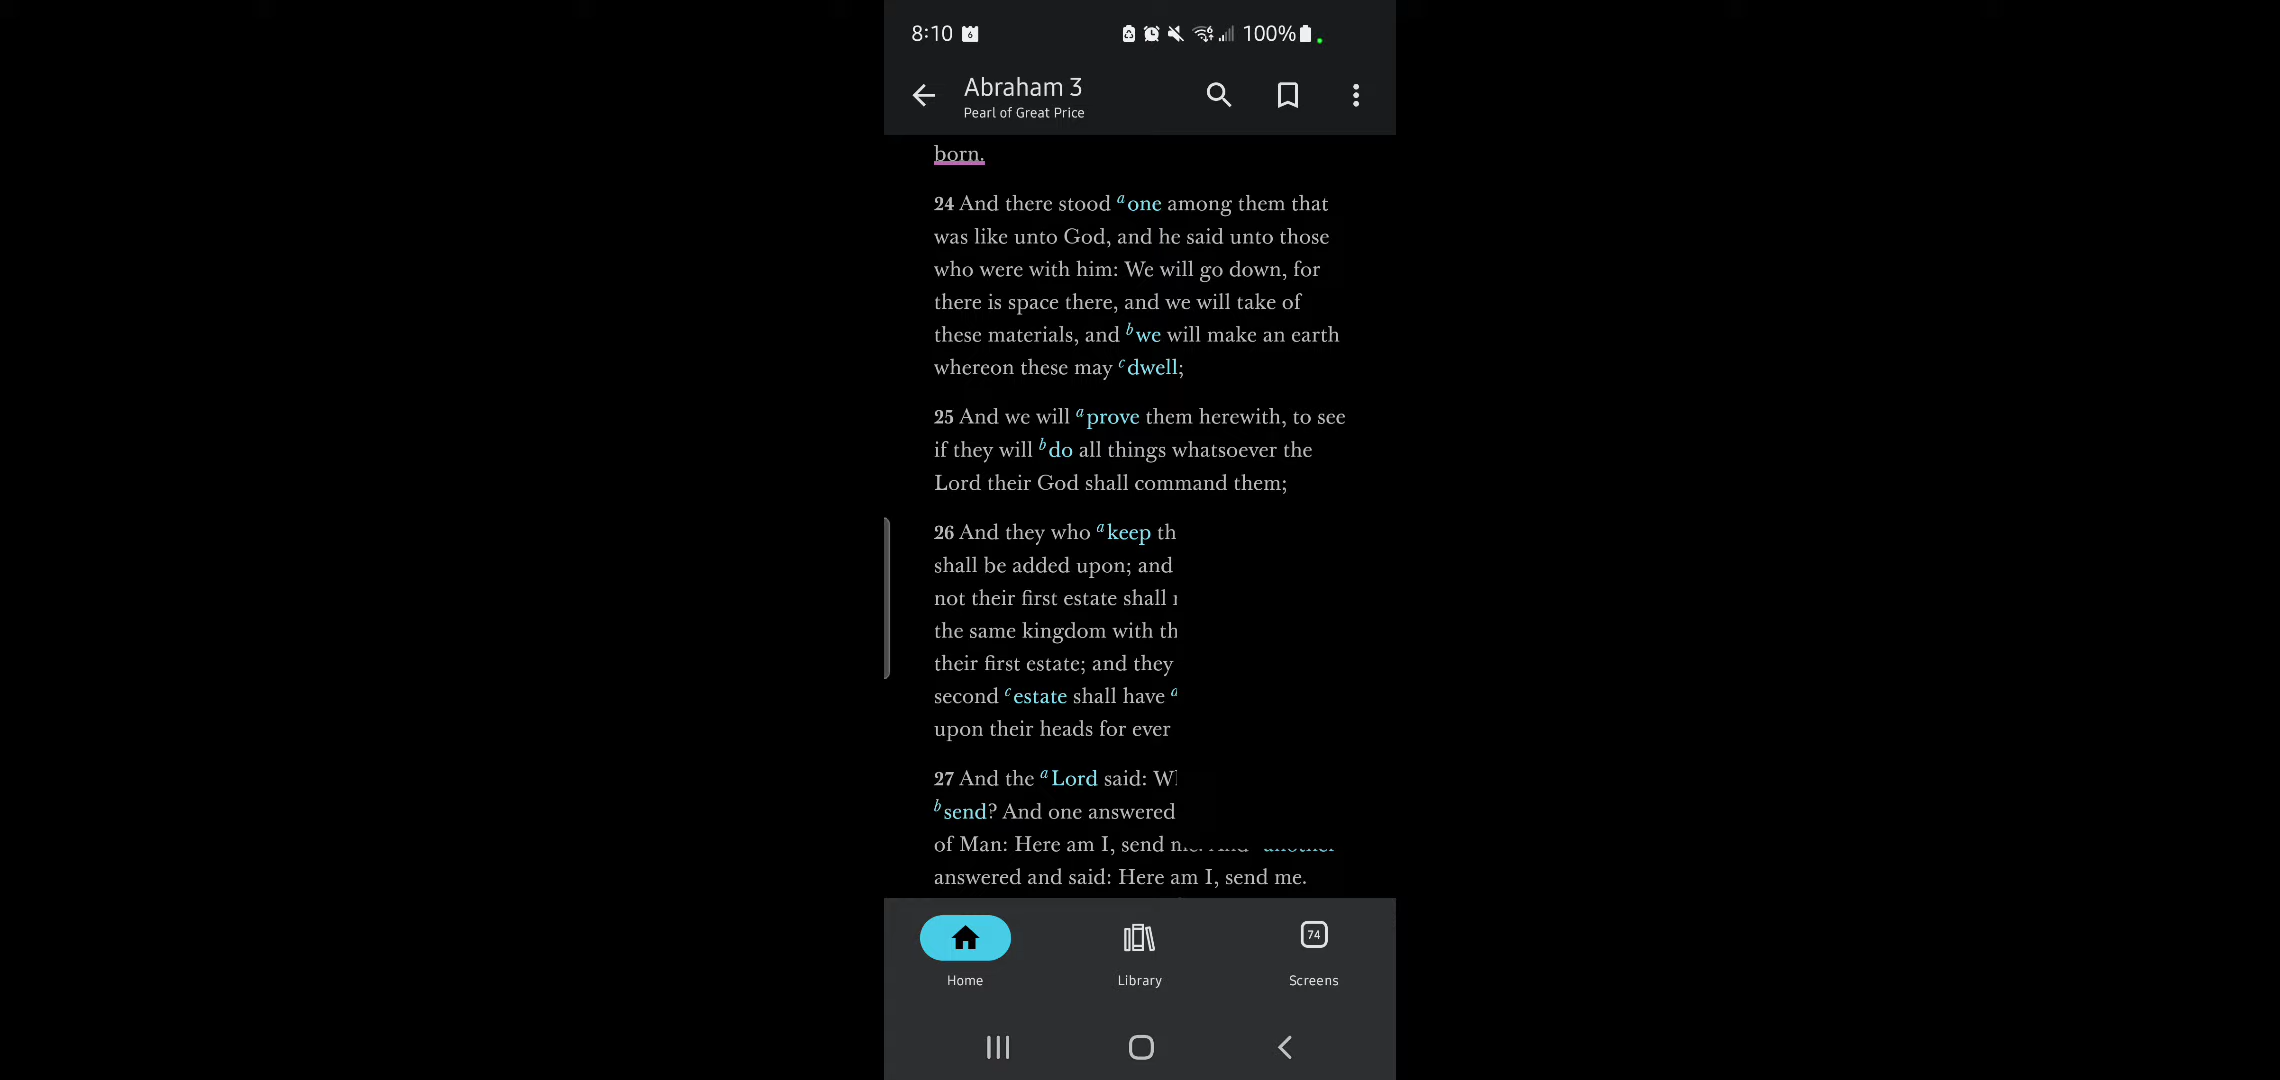 8:10 6 100%
Abraham 3
Pearl of Great Price
born.
24 And there stood a one among them that
was like unto God, and he said unto those
who were with him: We will go down, for
there is space there, and we will take of
these materials, and b we will make an earth
whereon these may c dwell;
25 And we will a prove them herewith, to see
if they will b do all things whatsoever the
Lord their God shall command them;
26 And they who a keep th
shall be added upon; and
not their first estate shall
the same kingdom with th
their first estate; and they
second c estate shall have
upon their heads for ever
27 And the a Lord said: W
b send? And one answered
of Man: Here am I, send
answered and said: Here am I, send me.
74
Home Library Screens